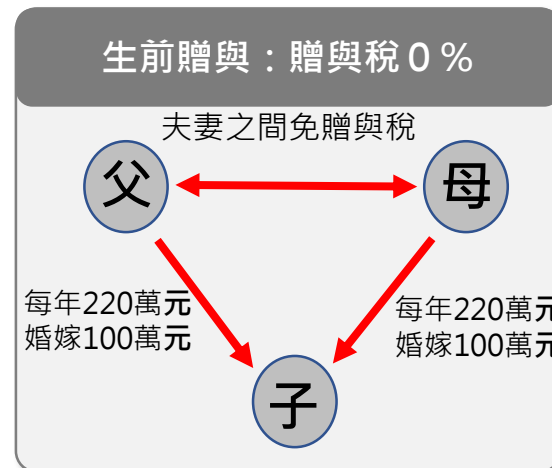 生前贈與：贈與稅０％
夫妻之間免贈與稅
父
母
每年220萬元
婚嫁100萬元
每年220萬元
婚嫁100萬元
子